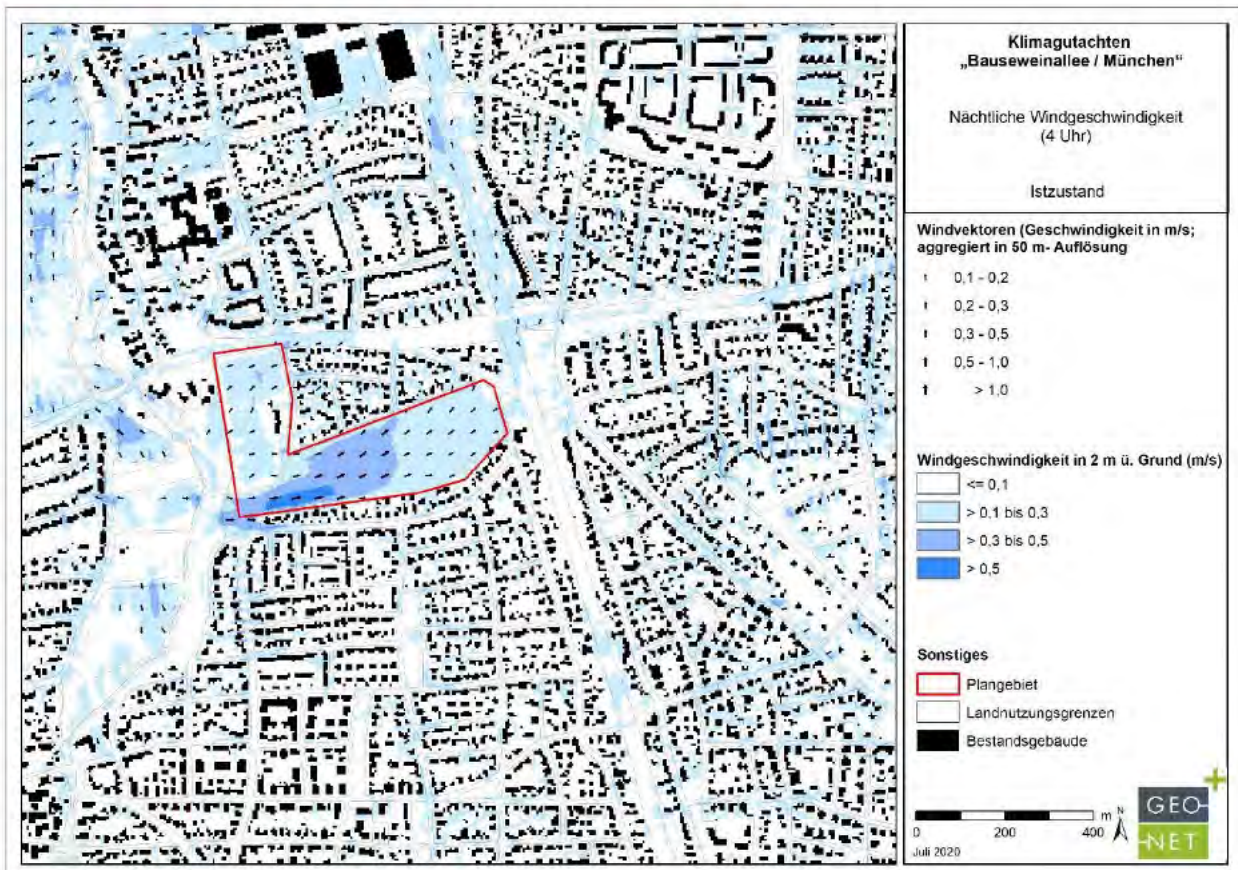 Klimagutachten
„Bauseweinallee / München“
Nächtliche Windgeschwindigkeit
(4 Uhr)
Istzustand
Windvektoren (Geschwindigkeit in m/s;
aggregiert in 50 m- Auflösung
0,1 - 0,2
0,2 - 0,3
0,3 - 0,5
0,5 - 1,0
> 1,0
Windgeschwindigkeit in 2 m ü. Grund (m/s)
<= 0,1
> 0,1 bis 0,3
> 0,3 bis 0,5
> 0,5
Sonstiges
Plangebiet
Landnutzungsgrenzen
Bestandsgebäude
m N
0 200 400
Juli 2020
GEO-
-NET